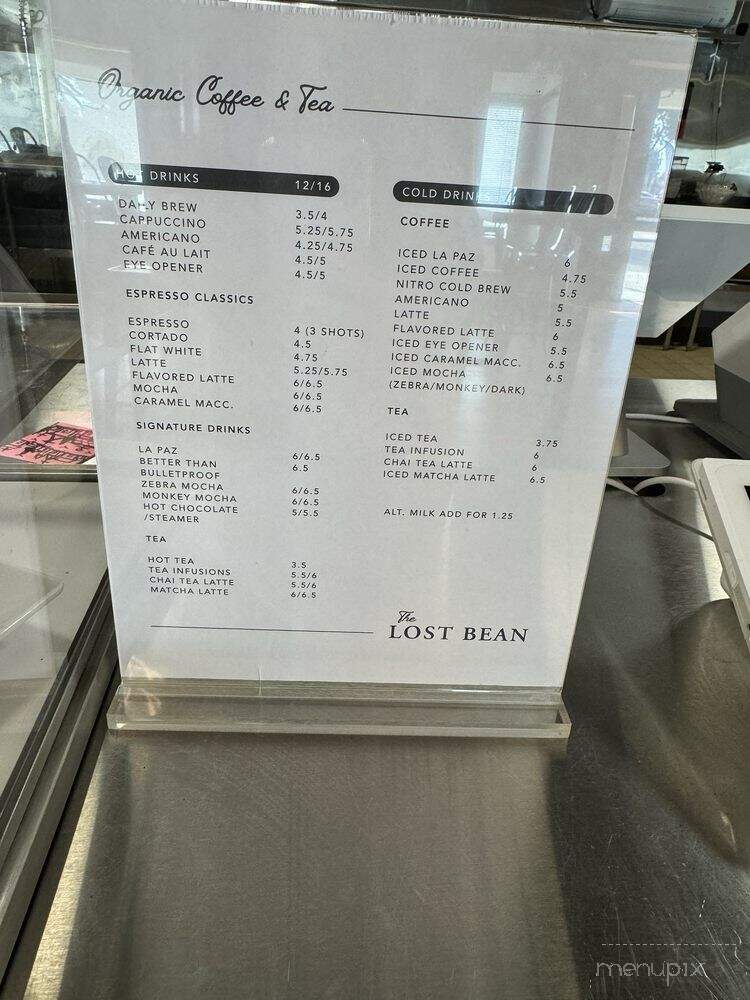 Organic Coffee & Tea
HOT DRINKS 12/16
DAILY BREW 3.5/4
CAPPUCCINO 5.25/5.75
AMERICANO 4.25/4.75
CAFÉ AU LAIT 4.5/5
EYE OPENER 4.5/5
ESPRESSO CLASSICS
ESPRESSO 4 (3 SHOTS)
CORTADO 4.5
FLAT WHITE 4.75
LATTE 5.25/5.75
FLAVORED LATTE 6/6.5
MOCHA 6/6.5
CARAMEL MACC. 6/6.5
SIGNATURE DRINKS
LA PAZ 6/6.5
BETTER THAN 6.5
BULLETPROOF
ZEBRA MOCHA 6/6.5
MONKEY MOCHA 6/6.5
HOT CHOCOLATE 5/5.5
/STEAMER
TEA
HOT TEA 3.5
TEA INFUSIONS 5.5/6
CHAI TEA LATTE 5.5/6
MATCHA LATTE 6/6.5
COLD DRINKS
COFFEE
ICED LA PAZ 6
ICED COFFEE 4.75
NITRO COLD BREW 5.5
AMERICANO 5
LATTE 5.5
FLAVORED LATTE 6
ICED EYE OPENER 5.5
ICED CARAMEL MACC. 6.5
ICED MOCHA 6.5
(ZEBRA/MONKEY/DARK)
TEA
ICED TEA 3.75
TEA INFUSION 6
CHAI TEA LATTE 6
ICED MATCHA LATTE 6.5
ALT. MILK ADD FOR 1.25
The
LOST BEAN
menupix